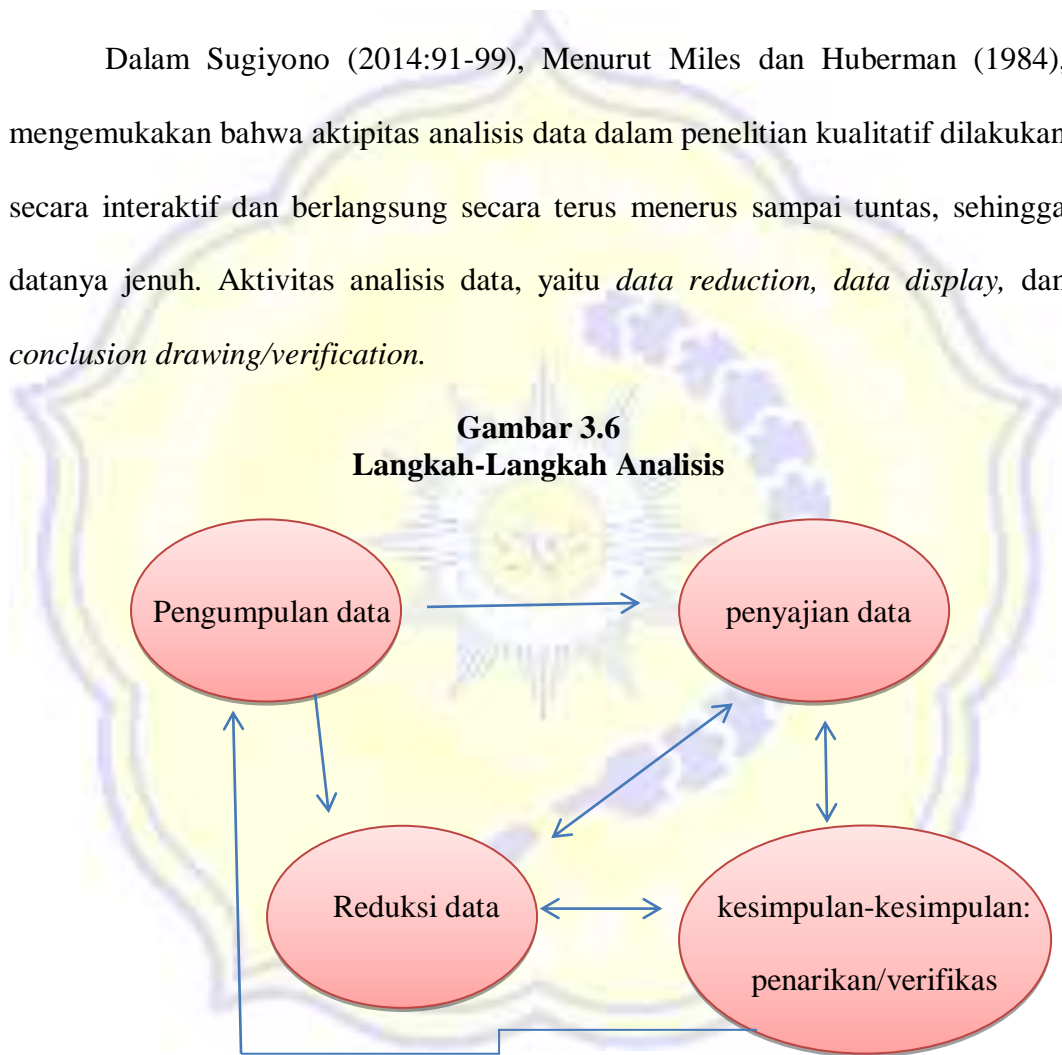 Dalam Sugiyono (2014:91-99), Menurut Miles dan Huberman (1984),
mengemukakan bahwa aktipitas analisis data dalam penelitian kualitatif dilakukan
secara interaktif dan berlangsung secara terus menerus sampai tuntas, sehingga
datanya jenuh. Aktivitas analisis data, yaitu data reduction, data display, dan
conclusion drawing/verification.
Gambar 3.6
Langkah-Langkah Analisis
Pengumpulan data
penyajian data
Reduksi data
kesimpulan-kesimpulan:
penarikan/verifikas